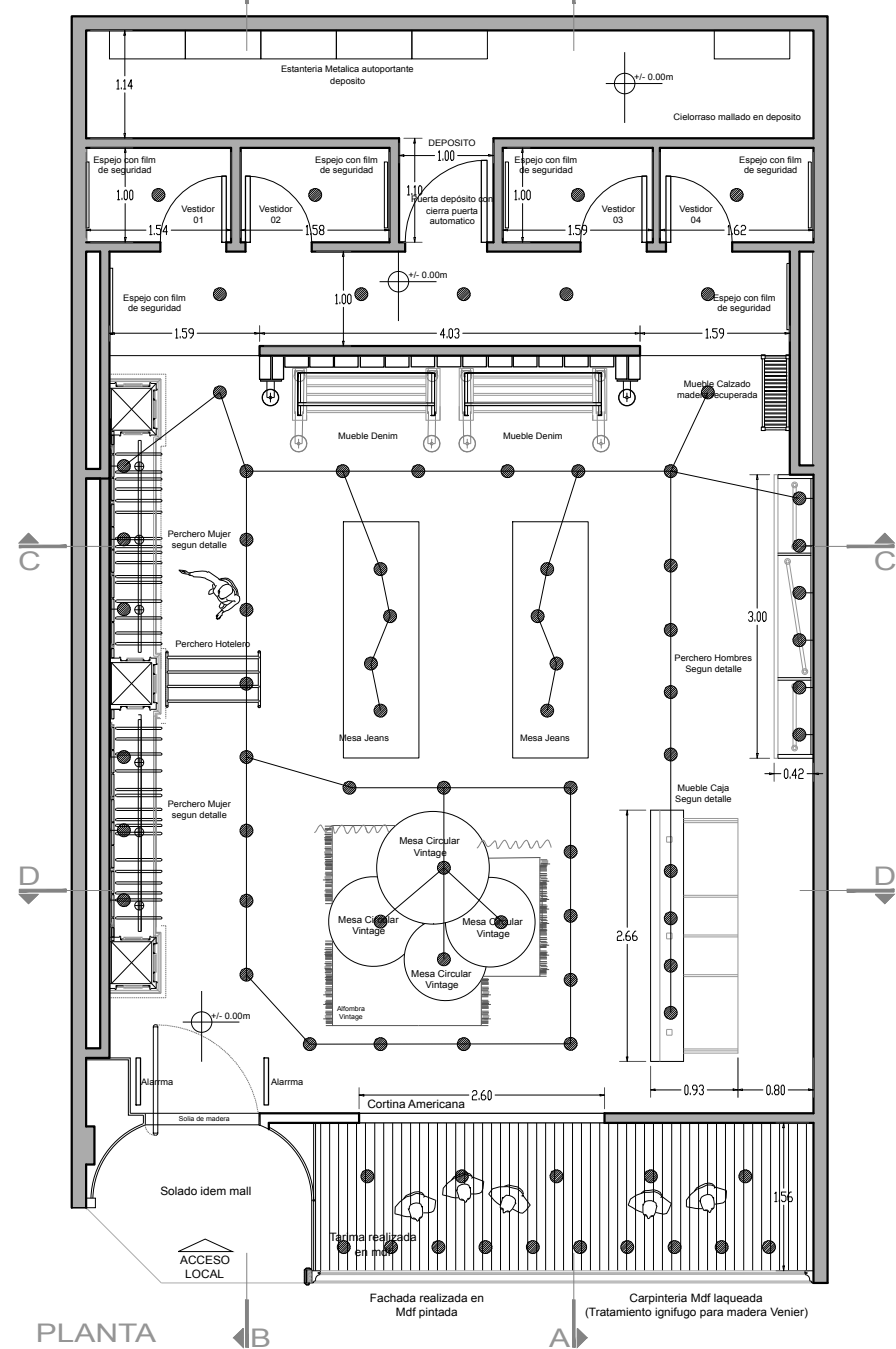 Estanteria Metalica autoportante
deposito
+/- 0.00m
1.14
Cielorraso mallado en deposito
DEPOSITO
1.00
Espejo con film
de seguridad
Espejo con film
de seguridad
Espejo con film
de seguridad
Espejo con film
de seguridad
1.00
1.10
1.00
Puerta depósito con
cierra puerta
automatico
Vestidor
01
Vestidor
02
Vestidor
03
Vestidor
04
1.54
1.58
1.59
1.62
+/- 0.00m
Espejo con film
de seguridad
1.00
Espejo con film
de seguridad
1.59
4.03
1.59
Mueble Calzado
madera recuperada
Mueble Denim
Mueble Denim
C
C
Perchero Mujer
segun detalle
3.00
Perchero Hotelero
Perchero Hombres
Segun detalle
Mesa Jeans
Mesa Jeans
0.42
Mueble Caja
Segun detalle
Perchero Mujer
segun detalle
Mesa Circular
Vintage
D
D
Mesa Circular
Vintage
Mesa Circular
Vintage
2.66
Mesa Circular
Vintage
Alfombra
Vintage
+/- 0.00m
Alarrma
Alarrma
0.93
0.80
2.60
Cortina Americana
Solia de madera
Solado idem mall
1.56
Tarima realizada
en mdf
ACCESO
LOCAL
Fachada realizada en
Mdf pintada
Carpinteria Mdf laqueada
(Tratamiento ignifugo para madera Venier)
PLANTA
B
A